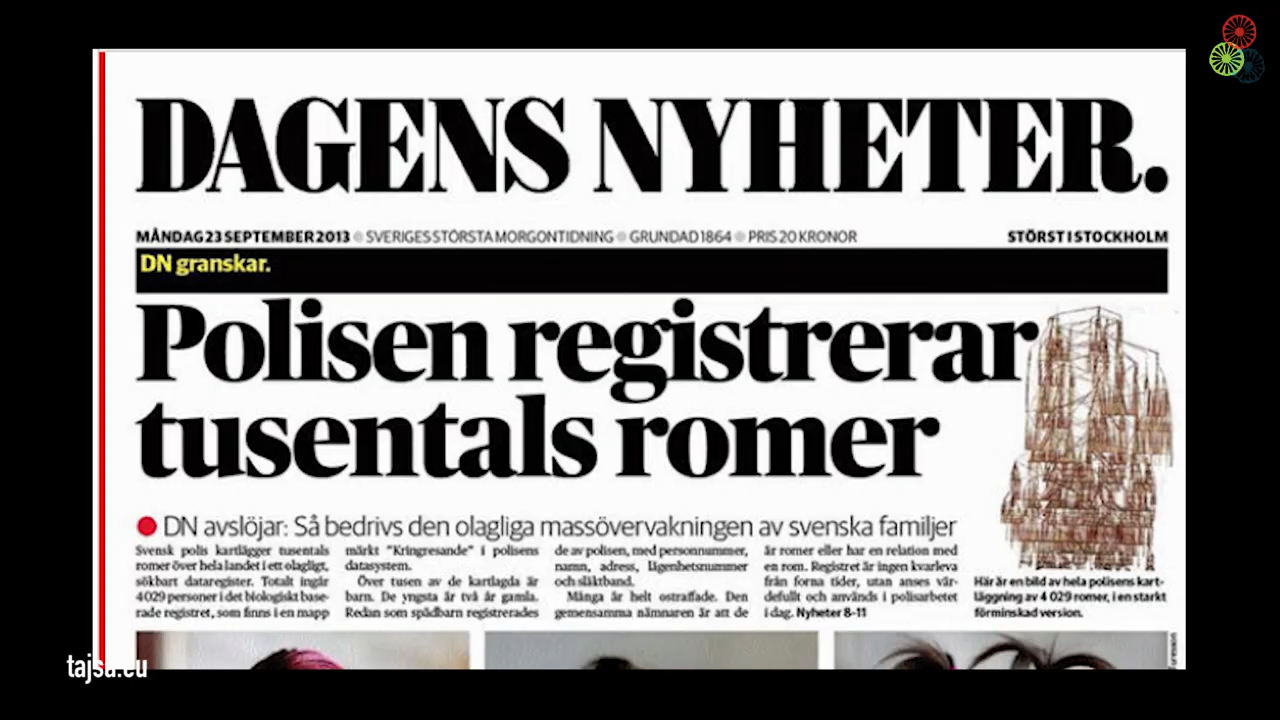 DAGENS NYHETER.
MÅNDAG 23 SEPTEMBER 2013 SVERIGES STÖRSTA MORGONTIDNING GRUNDAD 1864 PRIS 20 KRONOR STÖRST I STOCKHOLM
DN granskar.
Polisen registrerar
tusentals romer
DN avslöjar: Så bedrivs den olagliga massövervakningen av svenska familjer
Svensk polis kartlägger tusentals
romer över hela landet i ett olagligt,
sökbart dataregister. Totalt ingår
4029 personer i det biologiskt base-
rade registret, som finns i en mapp
märkt "Kringresande" i polisens
datasystem.
Över tusen av de kartlagda är
barn. De yngsta är två år gamla.
Redan som spädbarn registrerades
de av polisen, med personnummer,
namn, adress, lägenhetsnummer
och släktband.
Många är helt ostraffade. Den
gemensamma nämnaren är att de
är romer eller har en relation med
en rom. Registret är ingen kvarleva
från forna tider, utan anses vär-
defullt och används i polisarbetet
i dag. Nyheter 8–11
Här är en bild av hela polisens kart-
läggning av 4 029 romer, i en starkt
förminskad version.
tajsa.eu